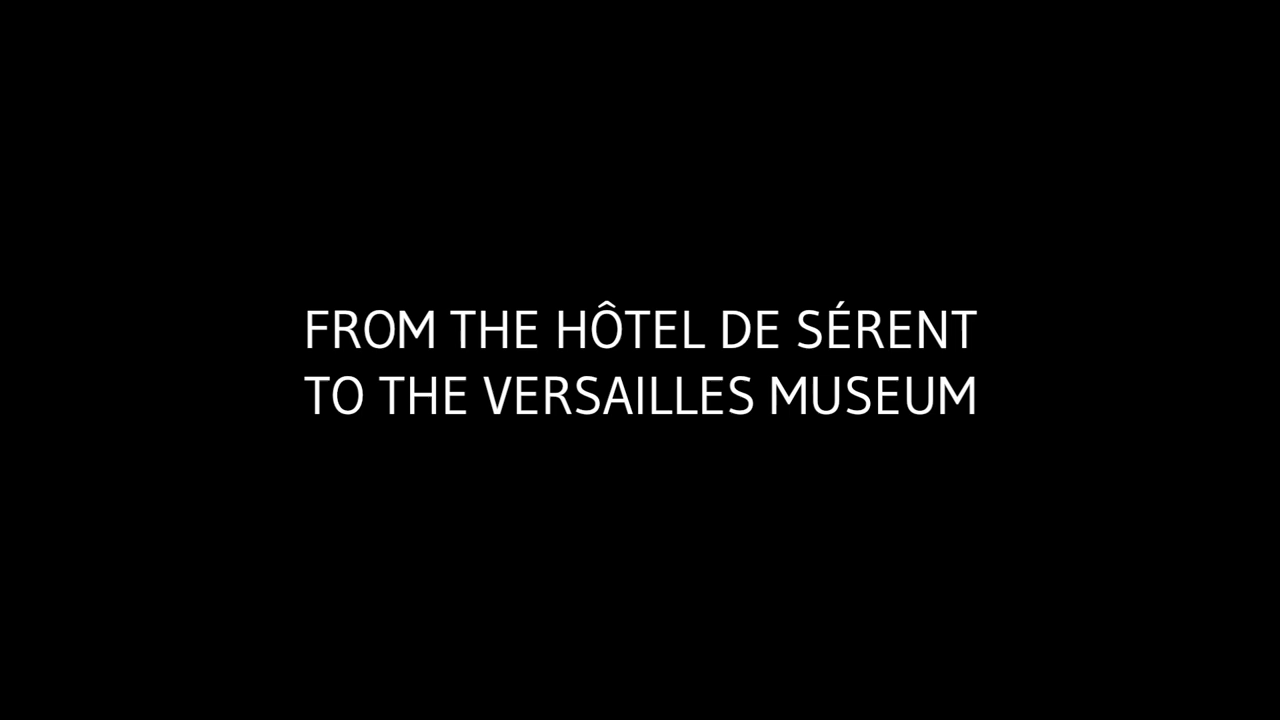 FROM THE HÔTEL DE SÉRENT
TO THE VERSAILLES MUSEUM